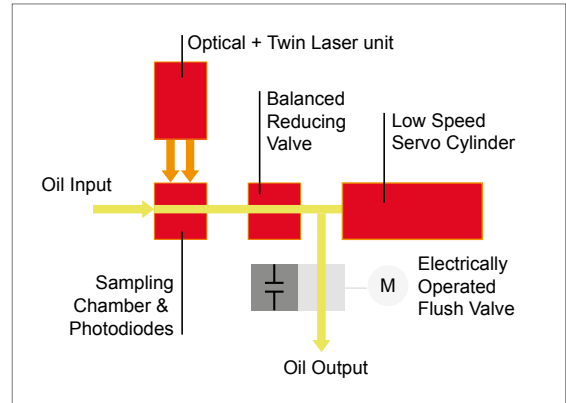 Optical + Twin Laser unit
Balanced
Reducing
Valve
Low Speed
Servo Cylinder
Oil Input
Sampling
Chamber &
Photodiodes
M
Electrically
Operated
Flush Valve
Oil Output